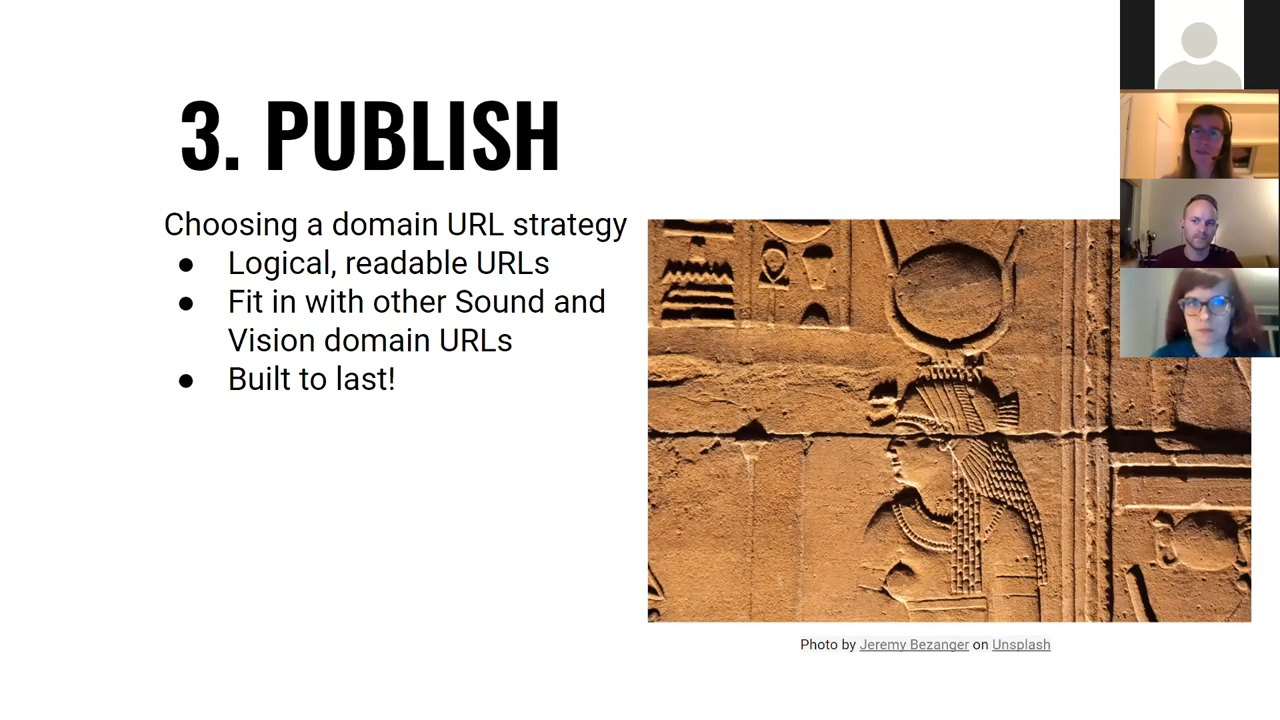 3. PUBLISH
Choosing a domain URL strategy
● Logical, readable URLs
● Fit in with other Sound and
Vision domain URLs
● Built to last!
Photo by Jeremy Bezanger on Unsplash